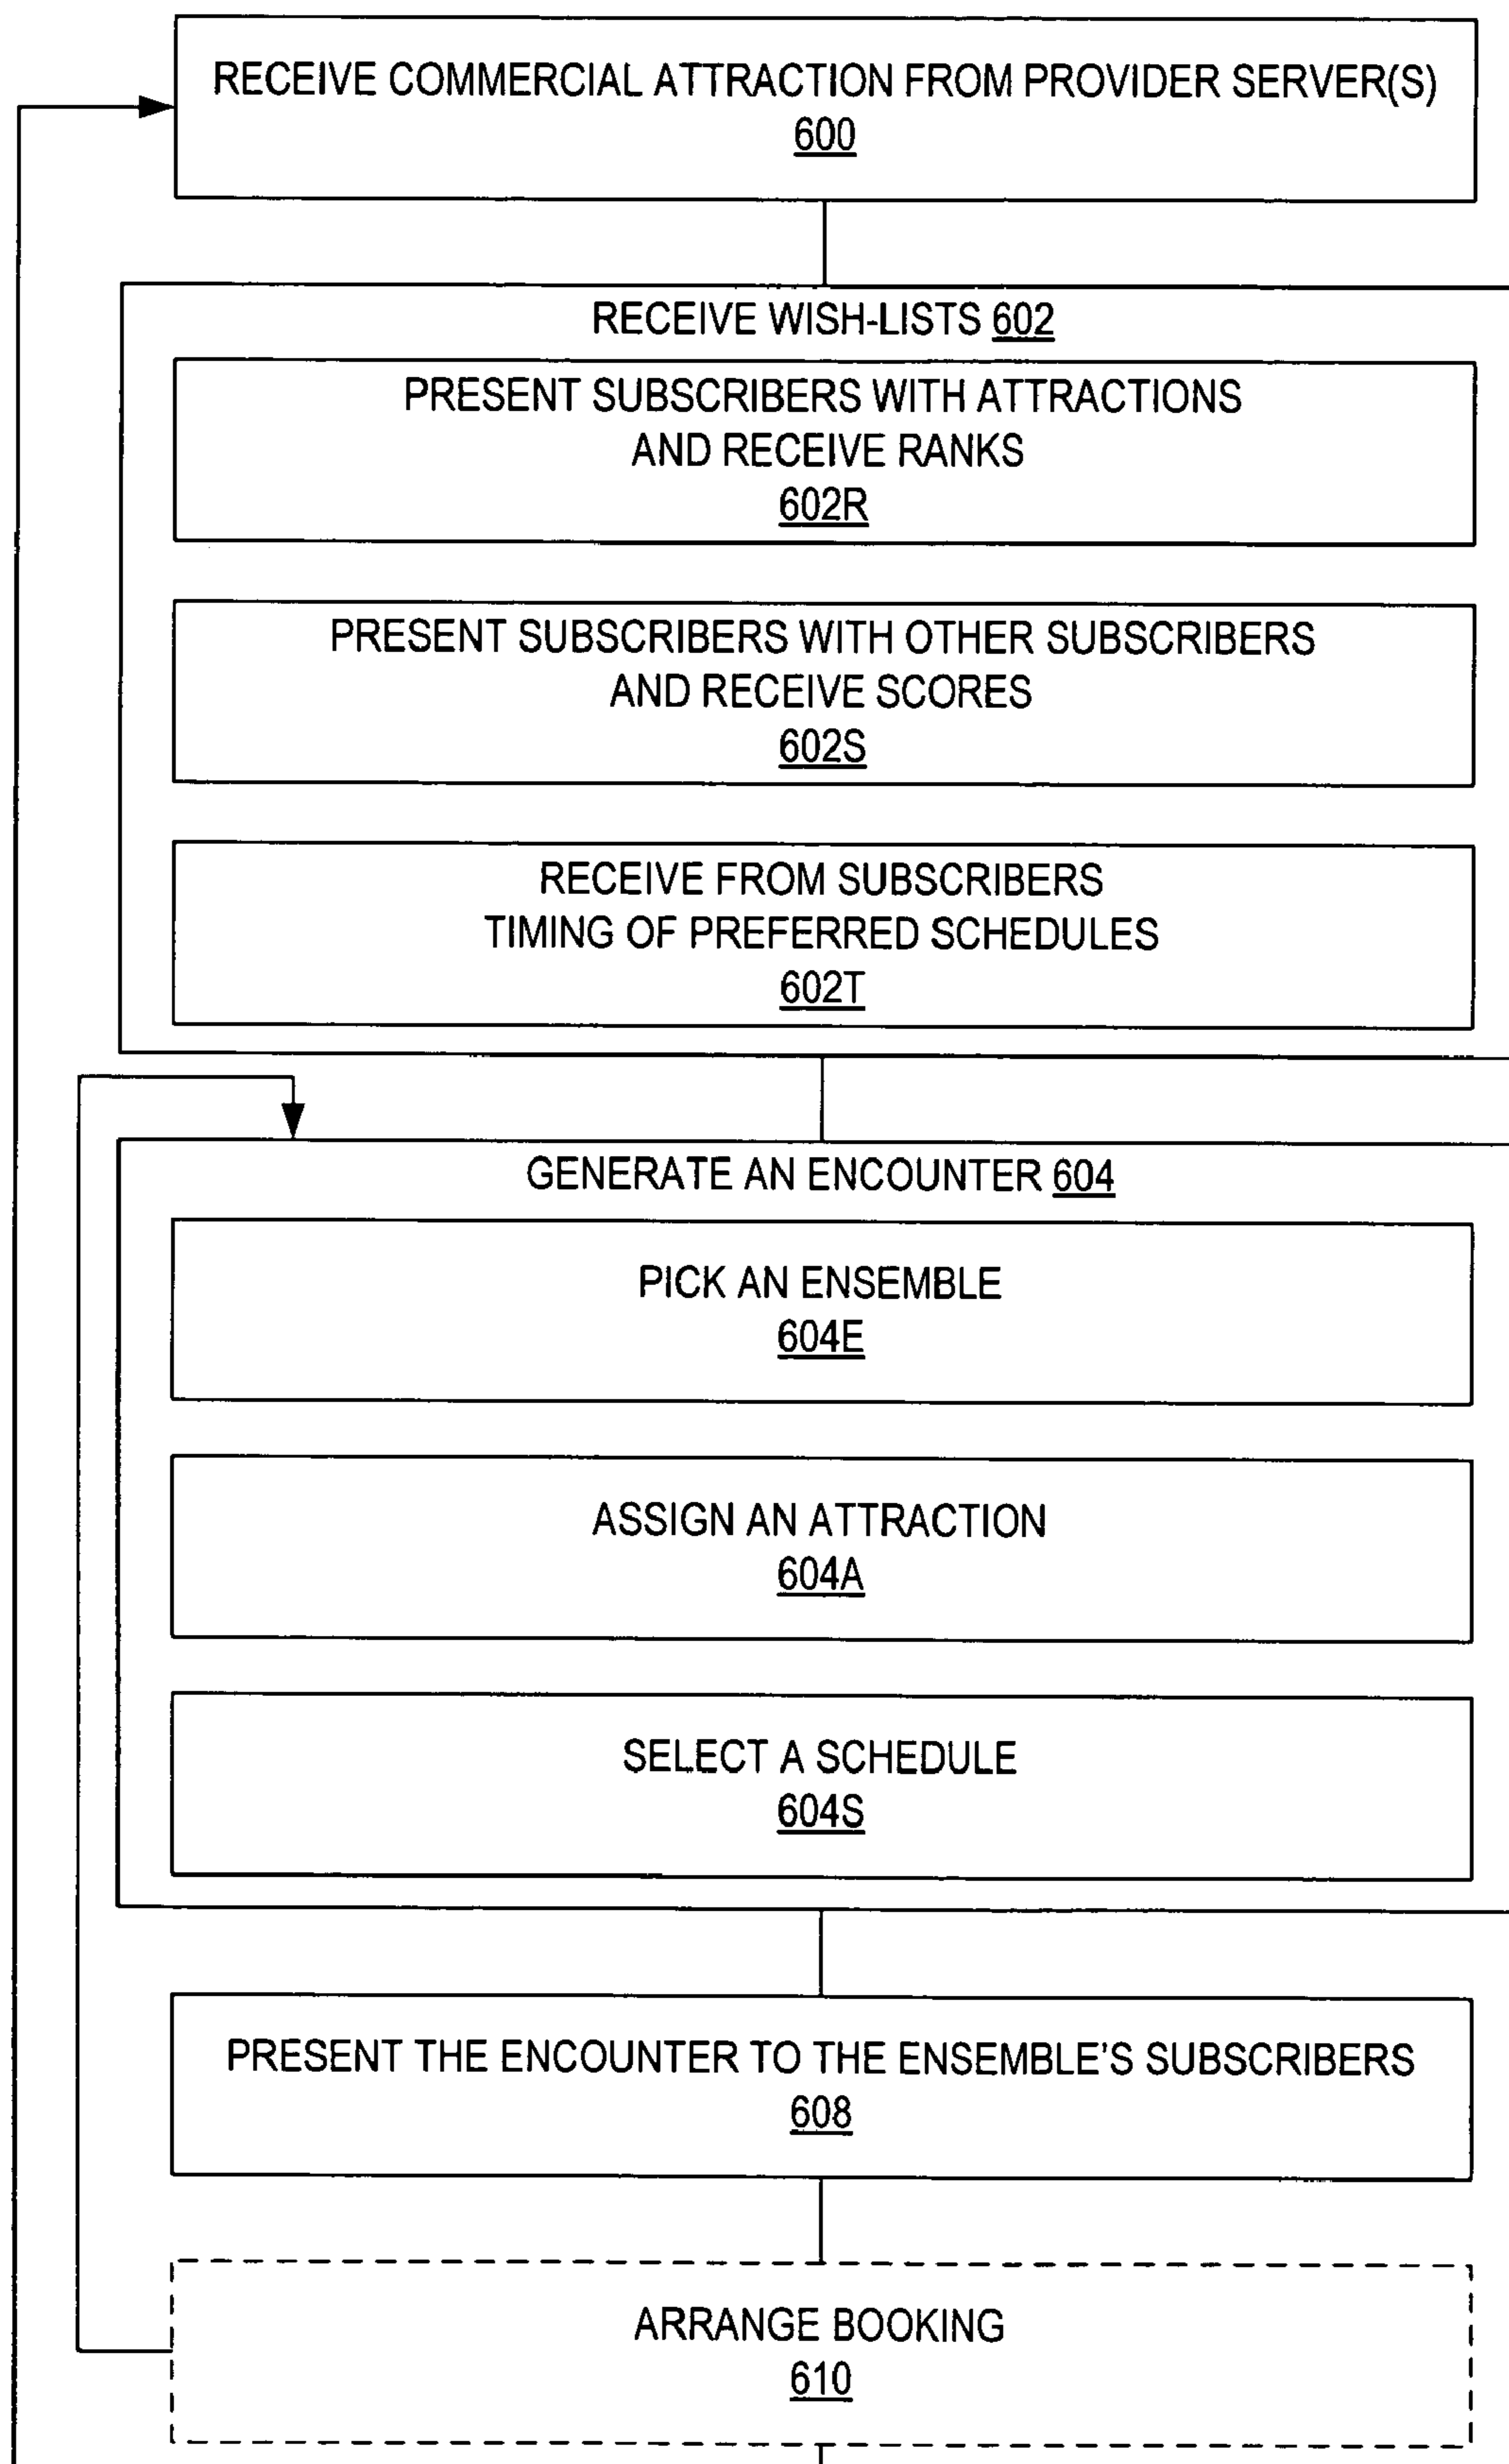 RECEIVE COMMERCIAL ATTRACTION FROM PROVIDER SERVER(S)
600
RECEIVE WISH-LISTS 602
PRESENT SUBSCRIBERS WITH ATTRACTIONS
AND RECEIVE RANKS
602R
PRESENT SUBSCRIBERS WITH OTHER SUBSCRIBERS
AND RECEIVE SCORES
602S
RECEIVE FROM SUBSCRIBERS
TIMING OF PREFERRED SCHEDULES
602T
GENERATE AN ENCOUNTER 604
PICK AN ENSEMBLE
604E
ASSIGN AN ATTRACTION
604A
SELECT A SCHEDULE
604S
PRESENT THE ENCOUNTER TO THE ENSEMBLE'S SUBSCRIBERS
608
ARRANGE BOOKING
610